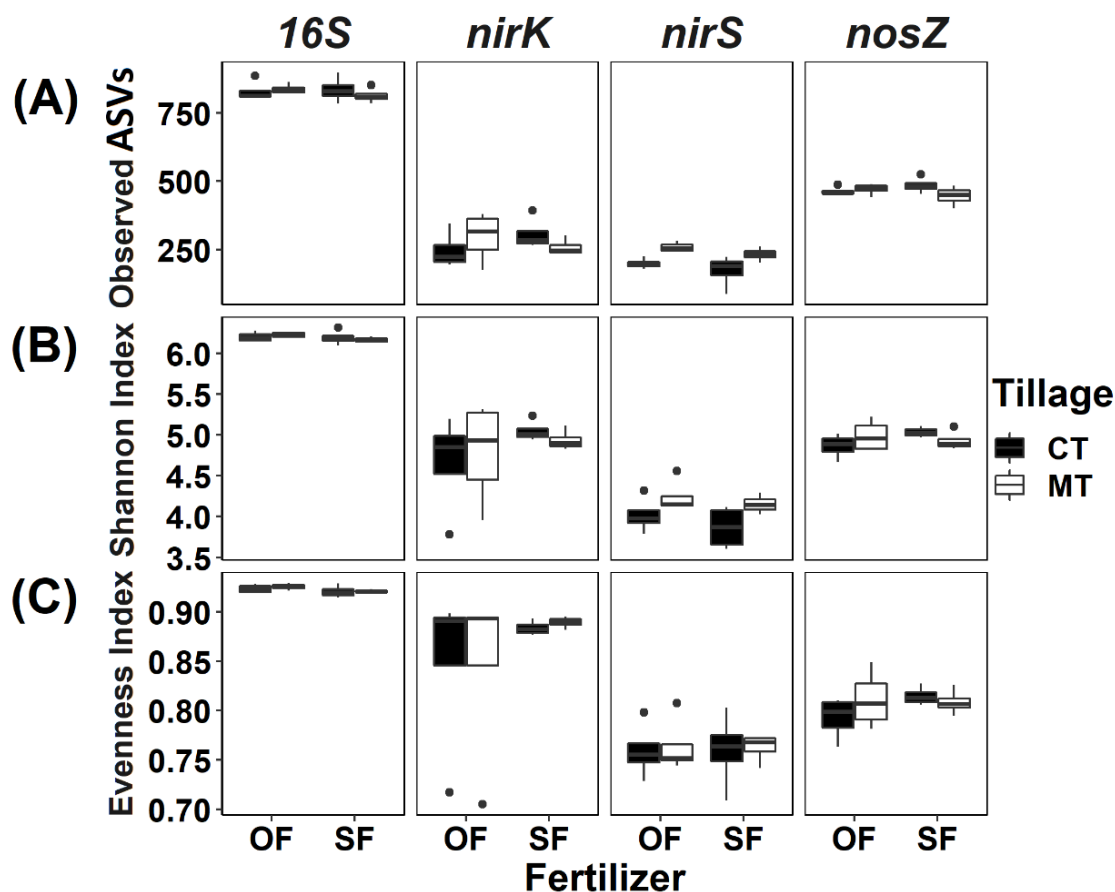 16S nirK nirS nosZ
(A)
Observed ASVs
750
500
250
(B)
Shannon Index
6.0
5.5
5.0
4.5
4.0
3.5
(C)
Evenness Index
0.90
0.85
0.80
0.75
0.70
OF SF OF SF OF SF OF SF
Fertilizer
Tillage
CT
MT